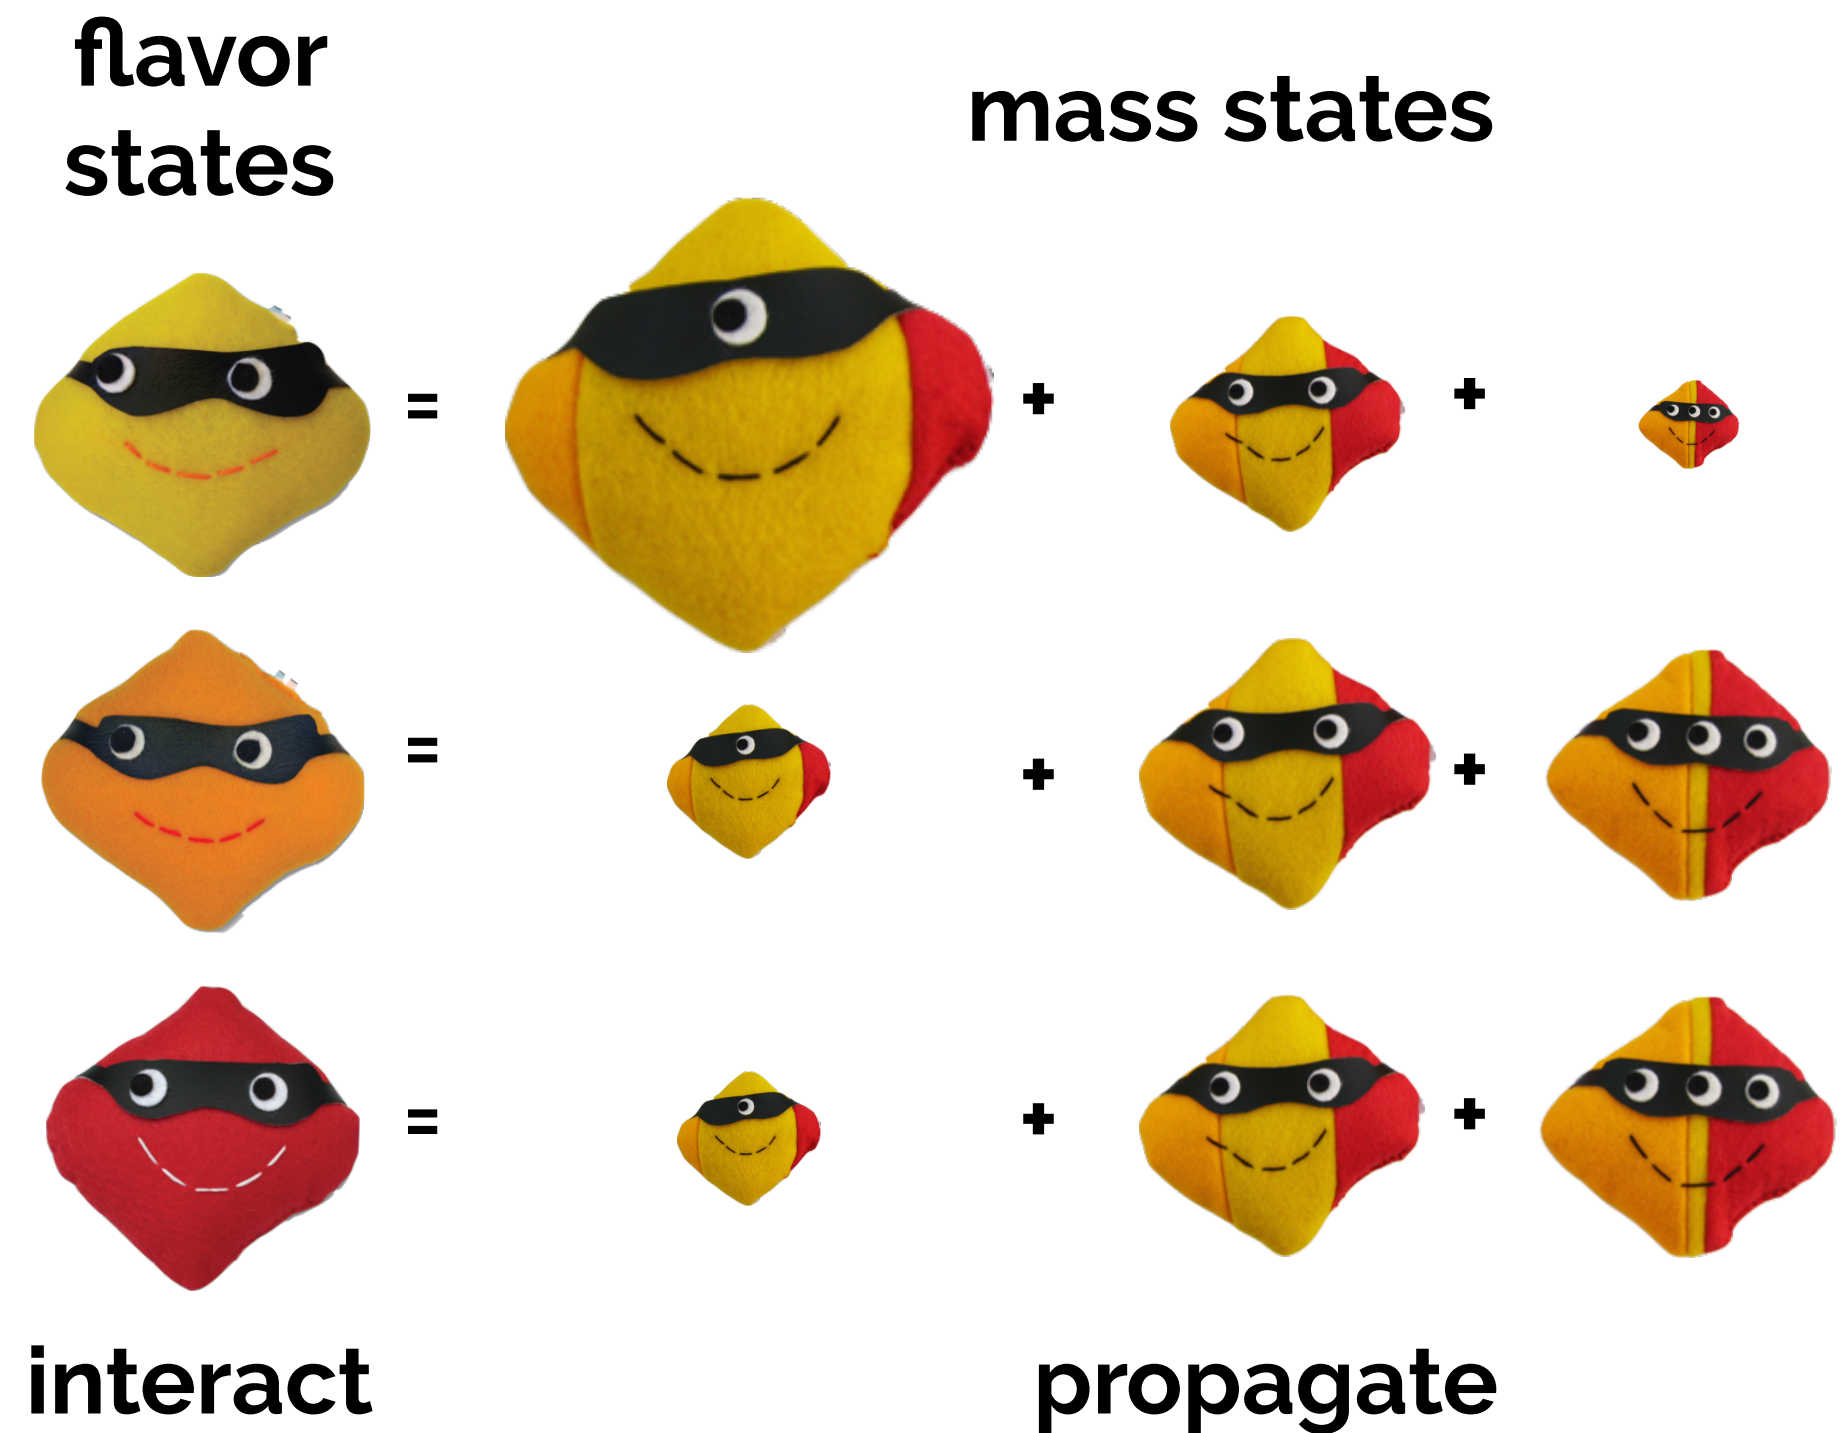 flavor
states
mass states
= + +
= + +
= + +
interact
propagate